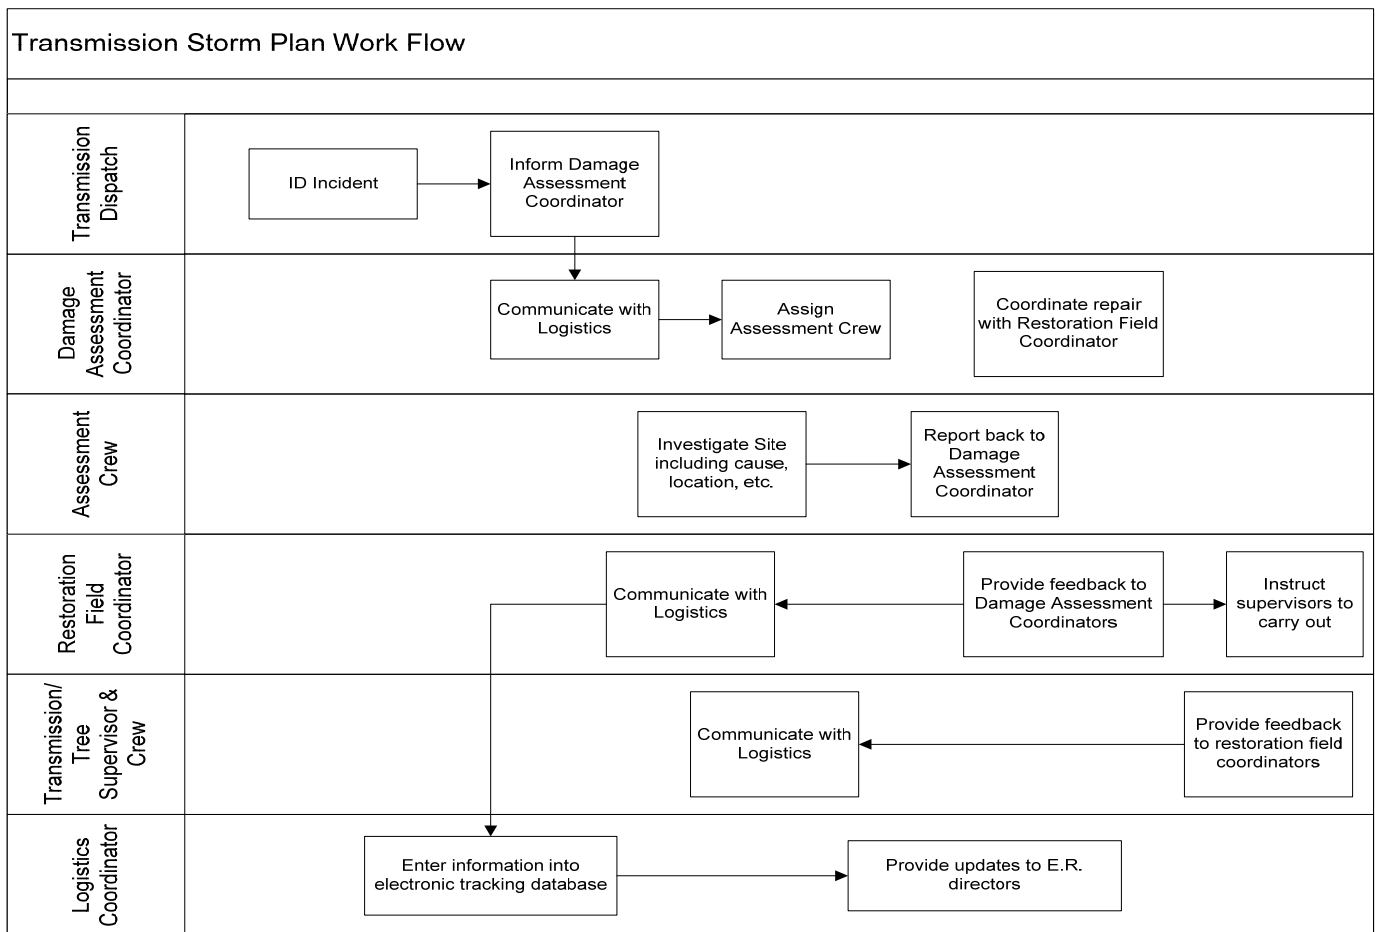 Transmission Storm Plan Work Flow
Transmission
Dispatch
ID Incident
Inform Damage
Assessment
Coordinator
Damage
Assessment
Coordinator
Communicate with
Logistics
Assign
Assessment Crew
Coordinate repair
with Restoration Field
Coordinator
Assessment
Crew
Investigate Site
including cause,
location, etc.
Report back to
Damage
Assessment
Coordinator
Restoration
Field
Coordinator
Communicate with
Logistics
Provide feedback to
Damage Assessment
Coordinators
Instruct
supervisors to
carry out
Transmission/
Tree
Supervisor &
Crew
Communicate with
Logistics
Provide feedback
to restoration field
coordinators
Logistics
Coordinator
Enter information into
electronic tracking database
Provide updates to E.R.
directors